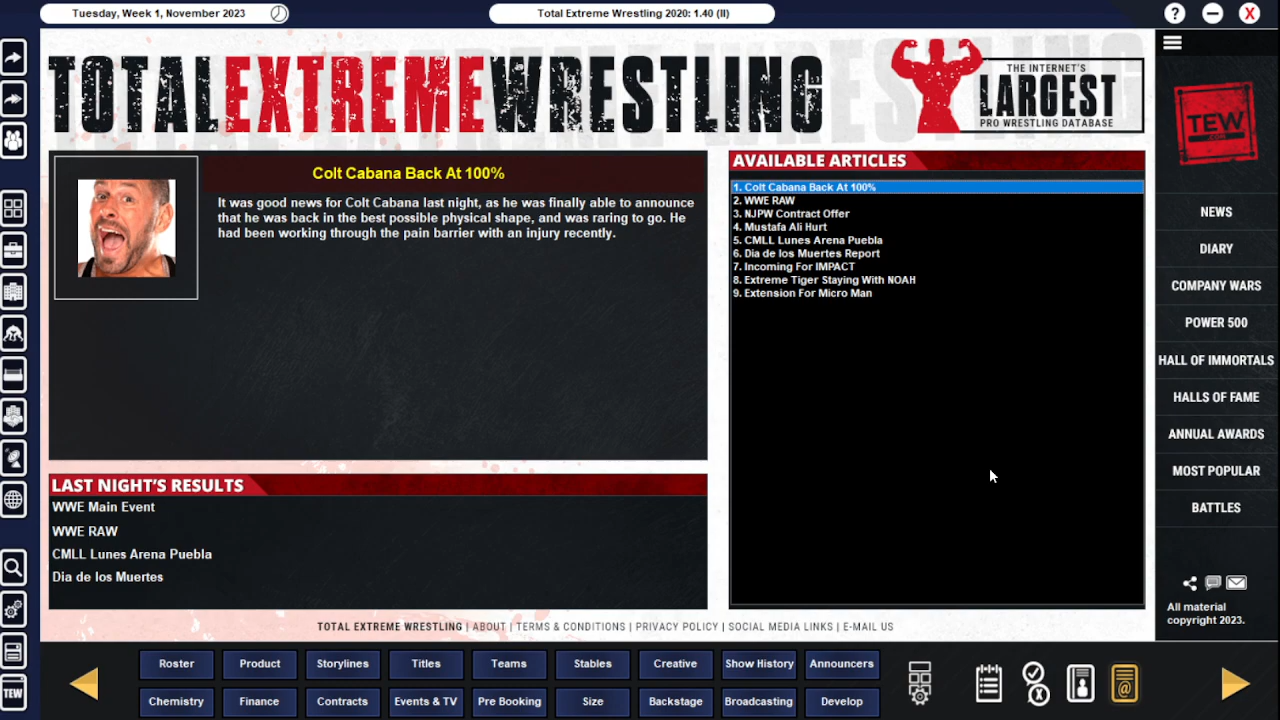 Tuesday, Week 1, November 2023
Total Extreme Wrestling 2020: 1.40 (II)
?
X
TOTALEXTREMEWRESTLING
THE INTERNET'S
LARGEST
PRO WRESTLING DATABASE
TEW
.COM
Colt Cabana Back At 100%
It was good news for Colt Cabana last night, as he was finally able to announce
that he was back in the best possible physical shape, and was raring to go. He
had been working through the pain barrier with an injury recently.
AVAILABLE ARTICLES
1. Colt Cabana Back At 100%
2. WWE RAW
3. NJPW Contract Offer
4. Mustafa Ali Hurt
5. CMLL Lunes Arena Puebla
6. Dia de los Muertes Report
7. Incoming For IMPACT
8. Extreme Tiger Staying With NOAH
9. Extension For Micro Man
LAST NIGHT'S RESULTS
WWE Main Event
WWE RAW
CMLL Lunes Arena Puebla
Dia de los Muertes
NEWS
DIARY
COMPANY WARS
POWER 500
HALL OF IMMORTALS
HALLS OF FAME
ANNUAL AWARDS
MOST POPULAR
BATTLES
All material
copyright 2023.
TOTAL EXTREME WRESTLING | ABOUT | TERMS & CONDITIONS | PRIVACY POLICY | SOCIAL MEDIA LINKS | E-MAIL US
TEW
Roster
Product
Storylines
Titles
Teams
Stables
Creative
Show History
Announcers
Chemistry
Finance
Contracts
Events & TV
Pre Booking
Size
Backstage
Broadcasting
Develop